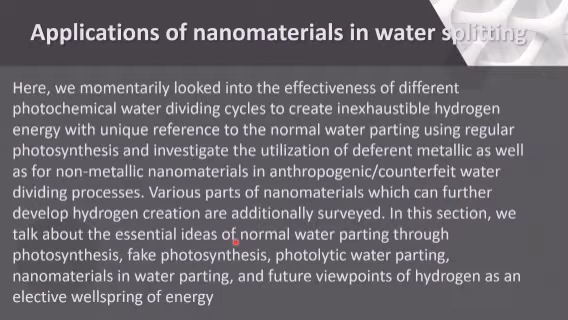 Applications of nanomaterials in water splitting
Here, we momentarily looked into the effectiveness of different
photochemical water dividing cycles to create inexhaustible hydrogen
energy with unique reference to the normal water parting using regular
photosynthesis and investigate the utilization of deferent metallic as well
as for non-metallic nanomaterials in anthropogenic/counterfeit water
dividing processes. Various parts of nanomaterials which can further
develop hydrogen creation are additionally surveyed. In this section, we
talk about the essential ideas of normal water parting through
photosynthesis, fake photosynthesis, photolytic water parting,
nanomaterials in water parting, and future viewpoints of hydrogen as an
elective wellspring of energy